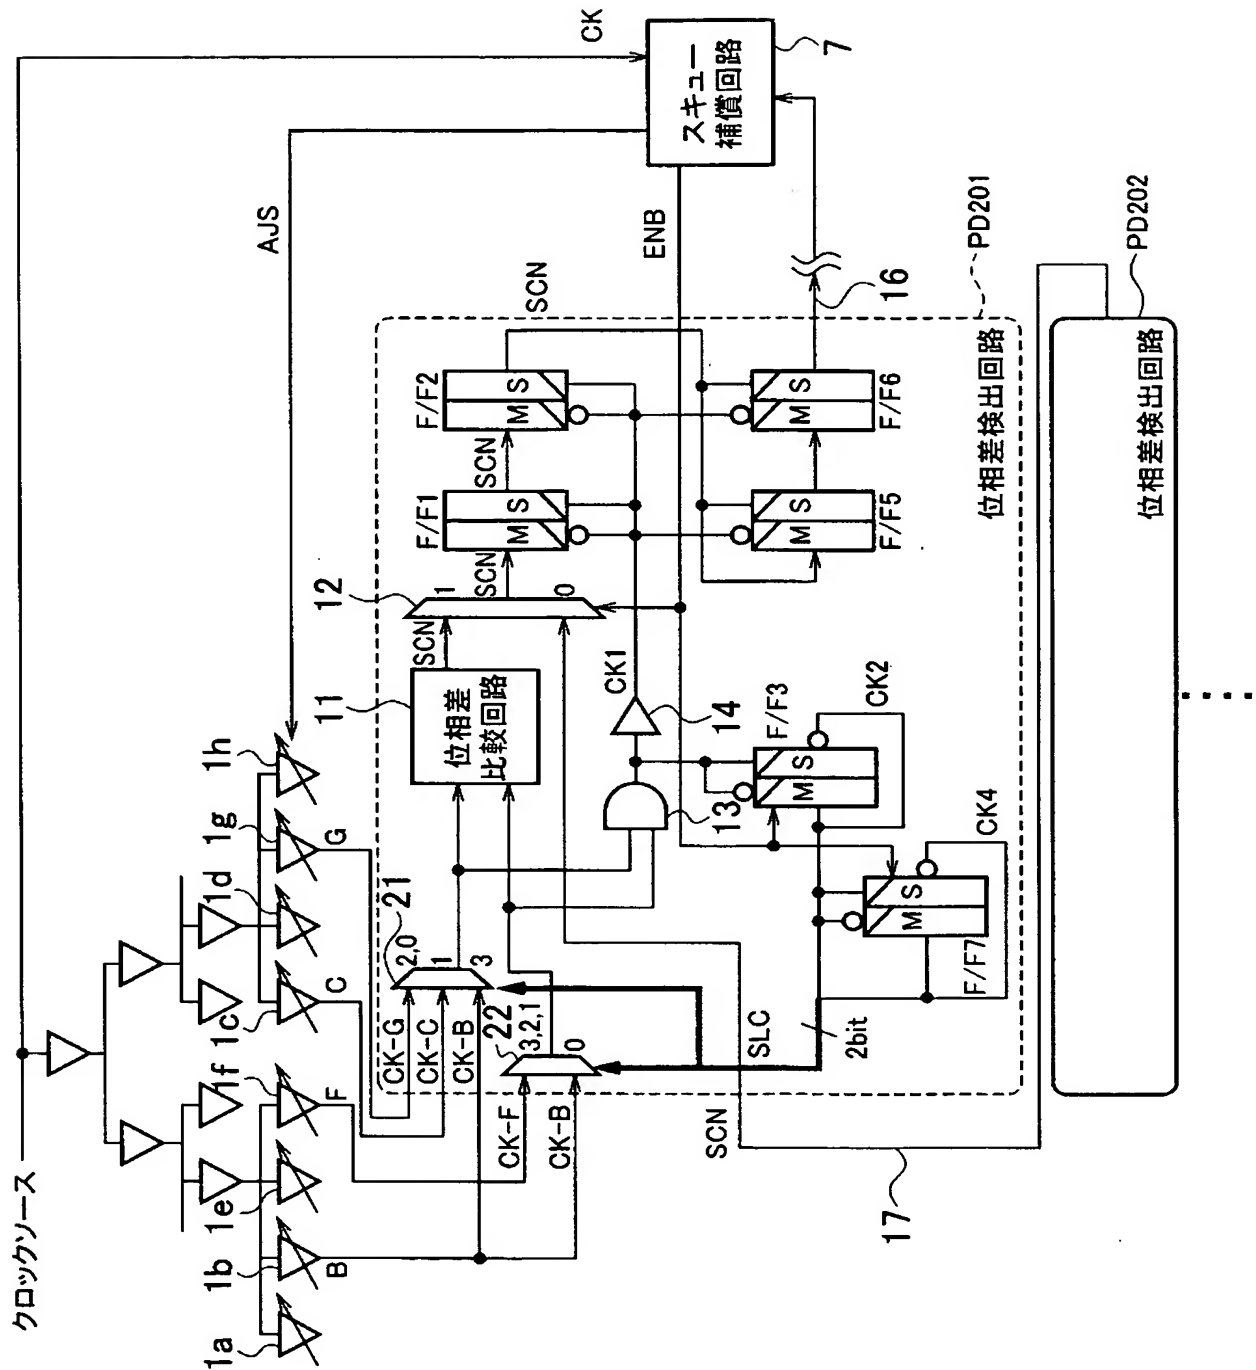 クロックソース
CK
スキュー
補償回路
7
AJS
ENB
1a
1b
1e
1f
1c
1d
1g
1h
B
F
C
G
CK-G
CK-C
CK-B
CK-F
CK-B
21
2,0
1
3
22
3,2,1
0
11
位相差
比較回路
SCN
12
1
0
SCN
F/F1
M
S
SCN
F/F2
M
S
SCN
13
14
CK1
F/F3
M
S
CK2
F/F7
M
S
CK4
F/F5
M
S
F/F6
M
S
16
SLC
2bit
SCN
17
位相差検出回路
PD201
位相差検出回路
PD202